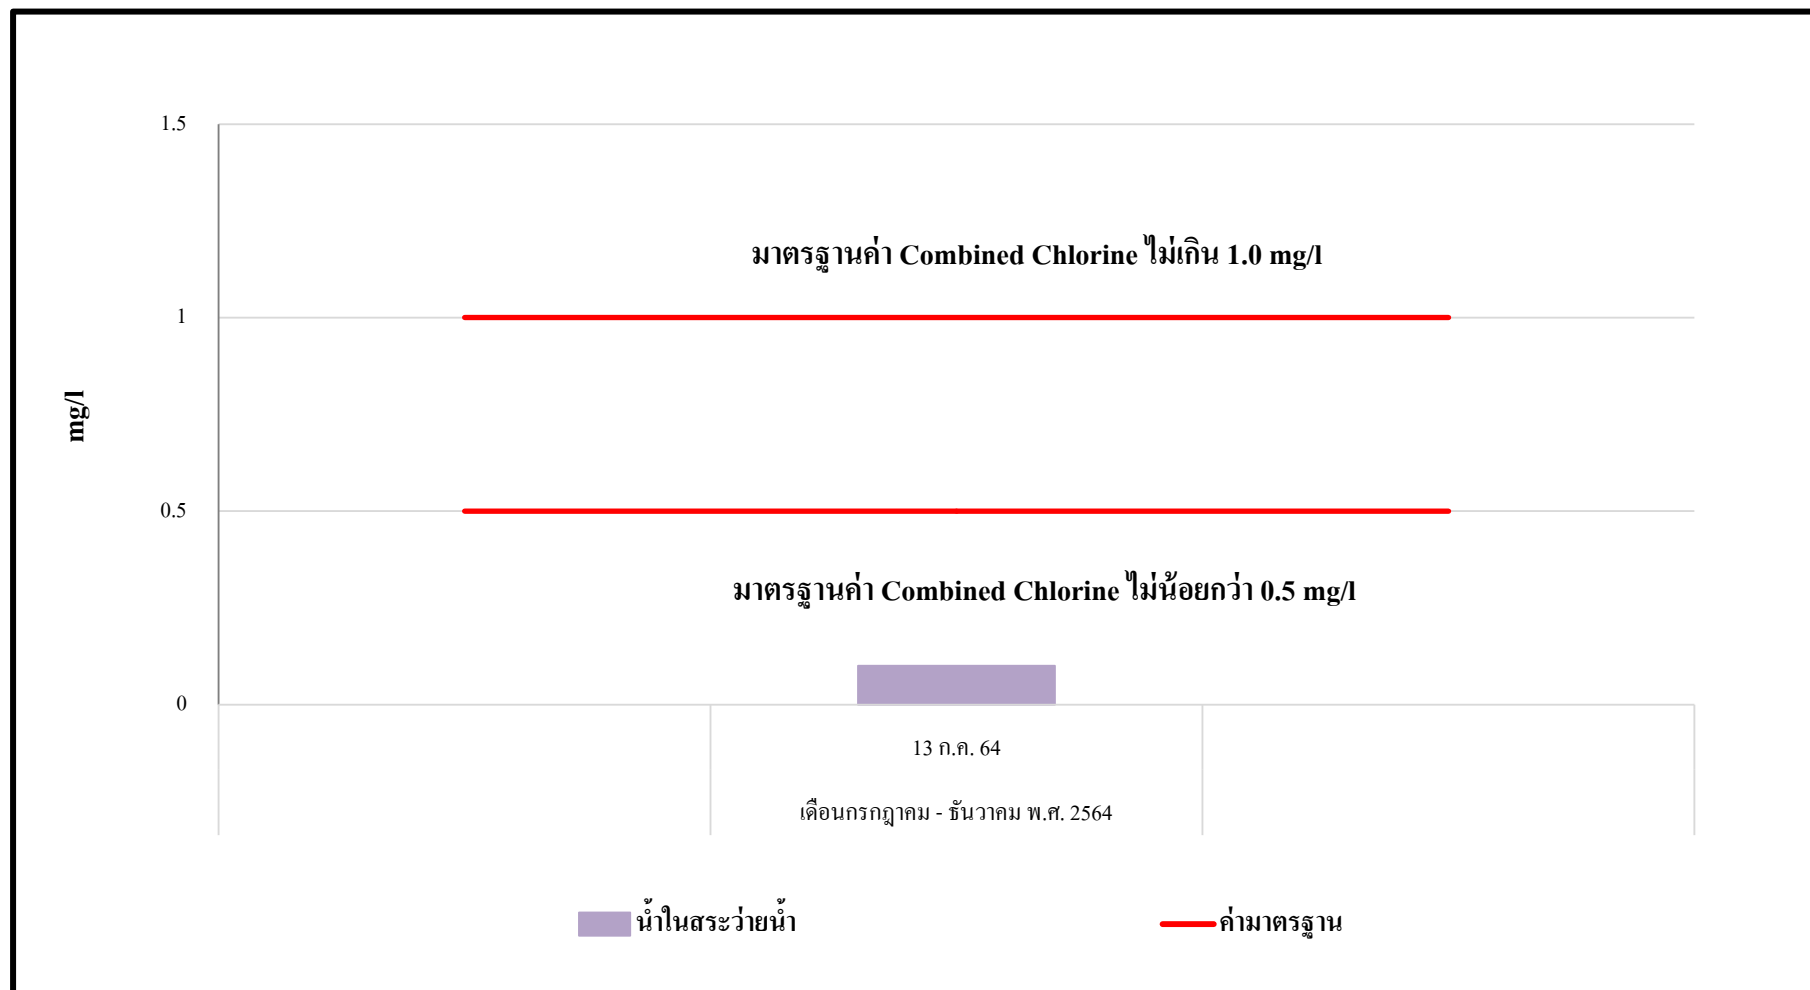 1.5
มาตรฐานค่า Combined Chlorine ไม่เกิน 1.0 mg/l
1
mg/l
0.5
มาตรฐานค่า Combined Chlorine ไม่น้อยกว่า 0.5 mg/l
0
13 ก.ค. 64
เดือนกรกฎาคม - ธันวาคม พ.ศ. 2564
น้ำในสระว่ายน้ำ
ค่ามาตรฐาน